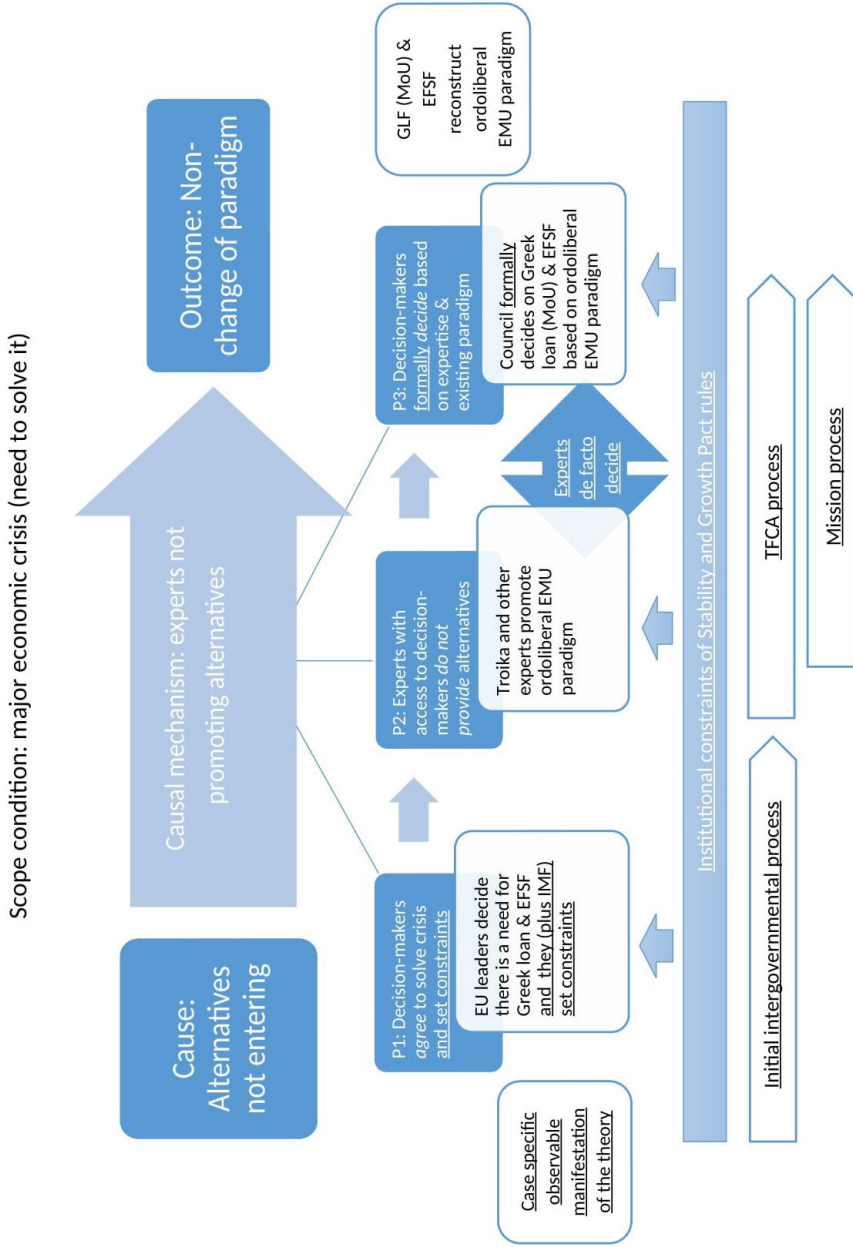 Scope condition: major economic crisis (need to solve it)
Cause:
Alternatives
not entering
Causal mechanism: experts not
promoting alternatives
Outcome: Non-
change of paradigm
P1: Decision-makers
agree to solve crisis
and set constraints
EU leaders decide
there is a need for
Greek loan & EFSF
and they (plus IMF)
set constraints
P2: Experts with
access to decision-
makers do not
provide alternatives
Troika and other
experts promote
ordoliberal EMU
paradigm
Experts
de facto
decide
P3: Decision-makers
formally decide based
on expertise &
existing paradigm
Council formally
decides on Greek
loan (MoU) & EFSF
based on ordoliberal
EMU paradigm
GLF (MoU) &
EFSF
reconstruct
ordoliberal
EMU paradigm
Case specific
observable
manifestation
of the theory
Institutional constraints of Stability and Growth Pact rules
Initial intergovernmental process
TFCA process
Mission process